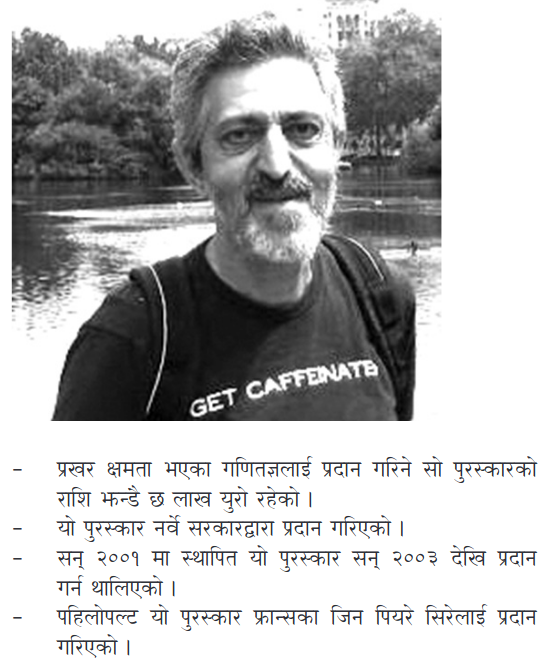 GET CAFFEINATED
- प्रखर क्षमता भएका गणितज्ञलाई प्रदान गरिने सो पुरस्कारको
राशि झन्डै छ लाख युरो रहेको ।
- यो पुरस्कार नर्वे सरकारद्वारा प्रदान गरिएको ।
- सन् २००१ मा स्थापित यो पुरस्कार सन् २००३ देखि प्रदान
गर्न थालिएको ।
- पहिलोपल्ट यो पुरस्कार फ्रान्सका जिन पियरे सिरेलाई प्रदान
गरिएको ।